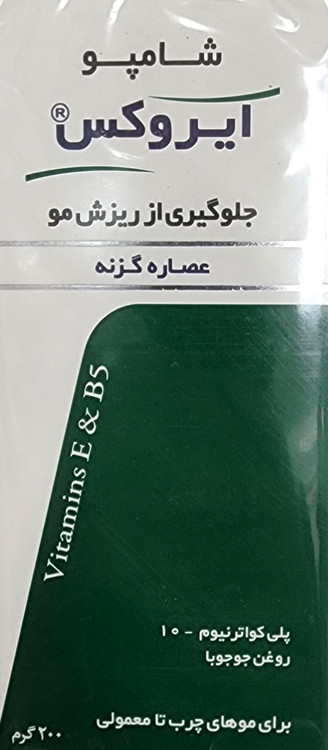 شامپو
ایروکس®
جلوگیری از ریزش مو
عصاره گزنه
Vitamins E & B5
پلی کواترنیوم - ۱۰
روغن جوجوبا
برای موهای چرب تا معمولی
۲۰۰ گرم